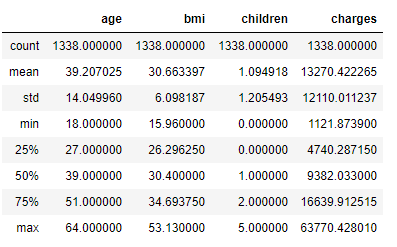 age bmi children charges
count 1338.000000 1338.000000 1338.000000 1338.000000
mean 39.207025 30.663397 1.094918 13270.422265
std 14.049960 6.098187 1.205493 12110.011237
min 18.000000 15.960000 0.000000 1121.873900
25% 27.000000 26.296250 0.000000 4740.287150
50% 39.000000 30.400000 1.000000 9382.033000
75% 51.000000 34.693750 2.000000 16639.912515
max 64.000000 53.130000 5.000000 63770.428010